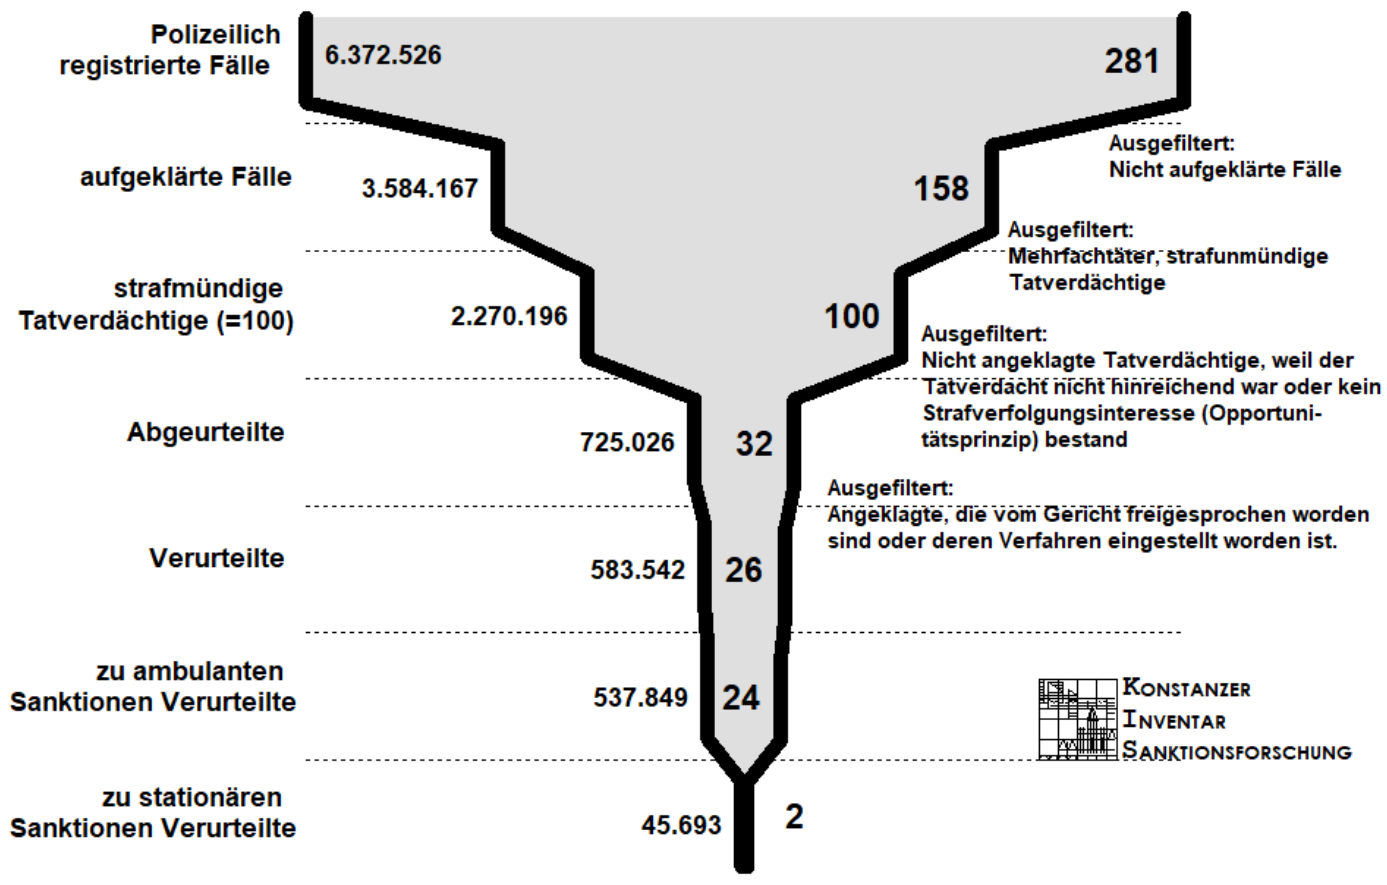 Polizeilich
registrierte Fälle
6.372.526
281
Ausgefiltert:
Nicht aufgeklärte Fälle
aufgeklärte Fälle
3.584.167
158
Ausgefiltert:
Mehrfachtäter, strafunmündige
Tatverdächtige
strafmündige
Tatverdächtige (=100)
2.270.196
100
Ausgefiltert:
Nicht angeklagte Tatverdächtige, weil der
Tatverdacht nicht hinreichend war oder kein
Strafverfolgungsinteresse (Opportuni-
tätsprinzip) bestand
Abgeurteilte
725.026
32
Ausgefiltert:
Angeklagte, die vom Gericht freigesprochen worden
sind oder deren Verfahren eingestellt worden ist.
Verurteilte
583.542
26
zu ambulanten
Sanktionen Verurteilte
537.849
24
KONSTANZER
INVENTAR
SANKTIONSFORSCHUNG
zu stationären
Sanktionen Verurteilte
45.693
2